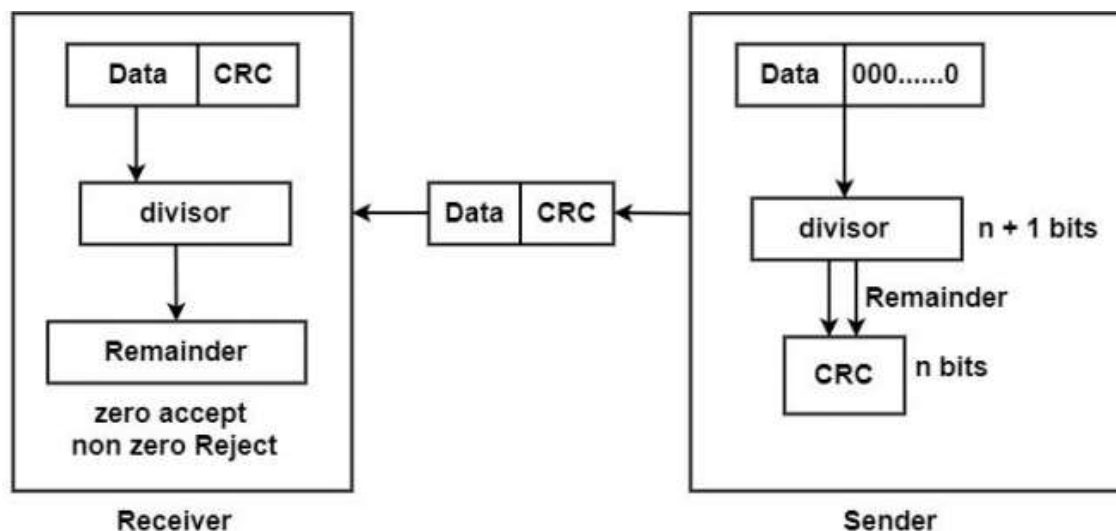 Data CRC
divisor
Remainder
zero accept
non zero Reject
Receiver
Data CRC
Data 000......0
divisor n + 1 bits
Remainder
CRC n bits
Sender